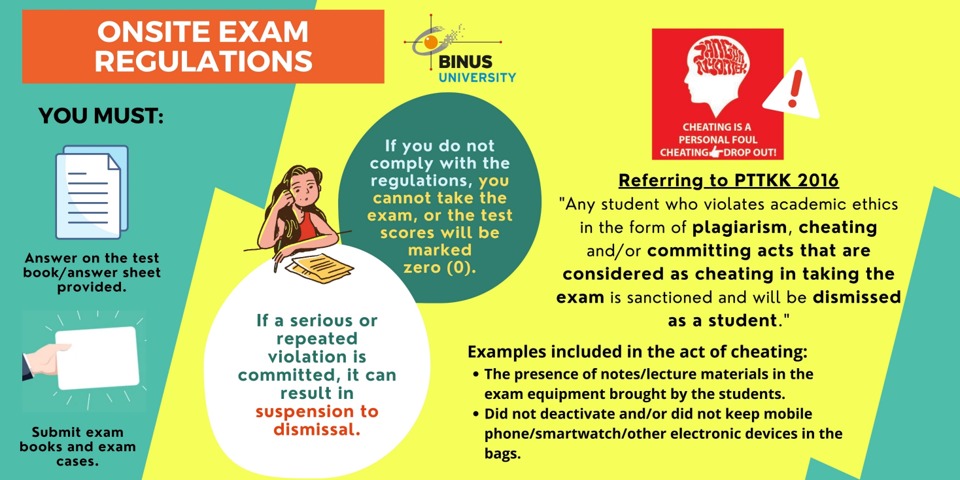 ONSITE EXAM
REGULATIONS
BINUS
UNIVERSITY
YOU MUST:
Answer on the test
book/answer sheet
provided.
Submit exam
books and exam
cases.
If you do not
comply with the
regulations, you
cannot take the
exam, or the test
scores will be
marked
zero (0).
If a serious or
repeated
violation is
committed, it can
result in
suspension to
dismissal.
JANGAN
NYONTEK
CHEATING IS A
PERSONAL FOUL
CHEATING DROP OUT!
Referring to PTTKK 2016
"Any student who violates academic ethics
in the form of plagiarism, cheating
and/or committing acts that are
considered as cheating in taking the
exam is sanctioned and will be dismissed
as a student."
Examples included in the act of cheating:
• The presence of notes/lecture materials in the
exam equipment brought by the students.
• Did not deactivate and/or did not keep mobile
phone/smartwatch/other electronic devices in the
bags.